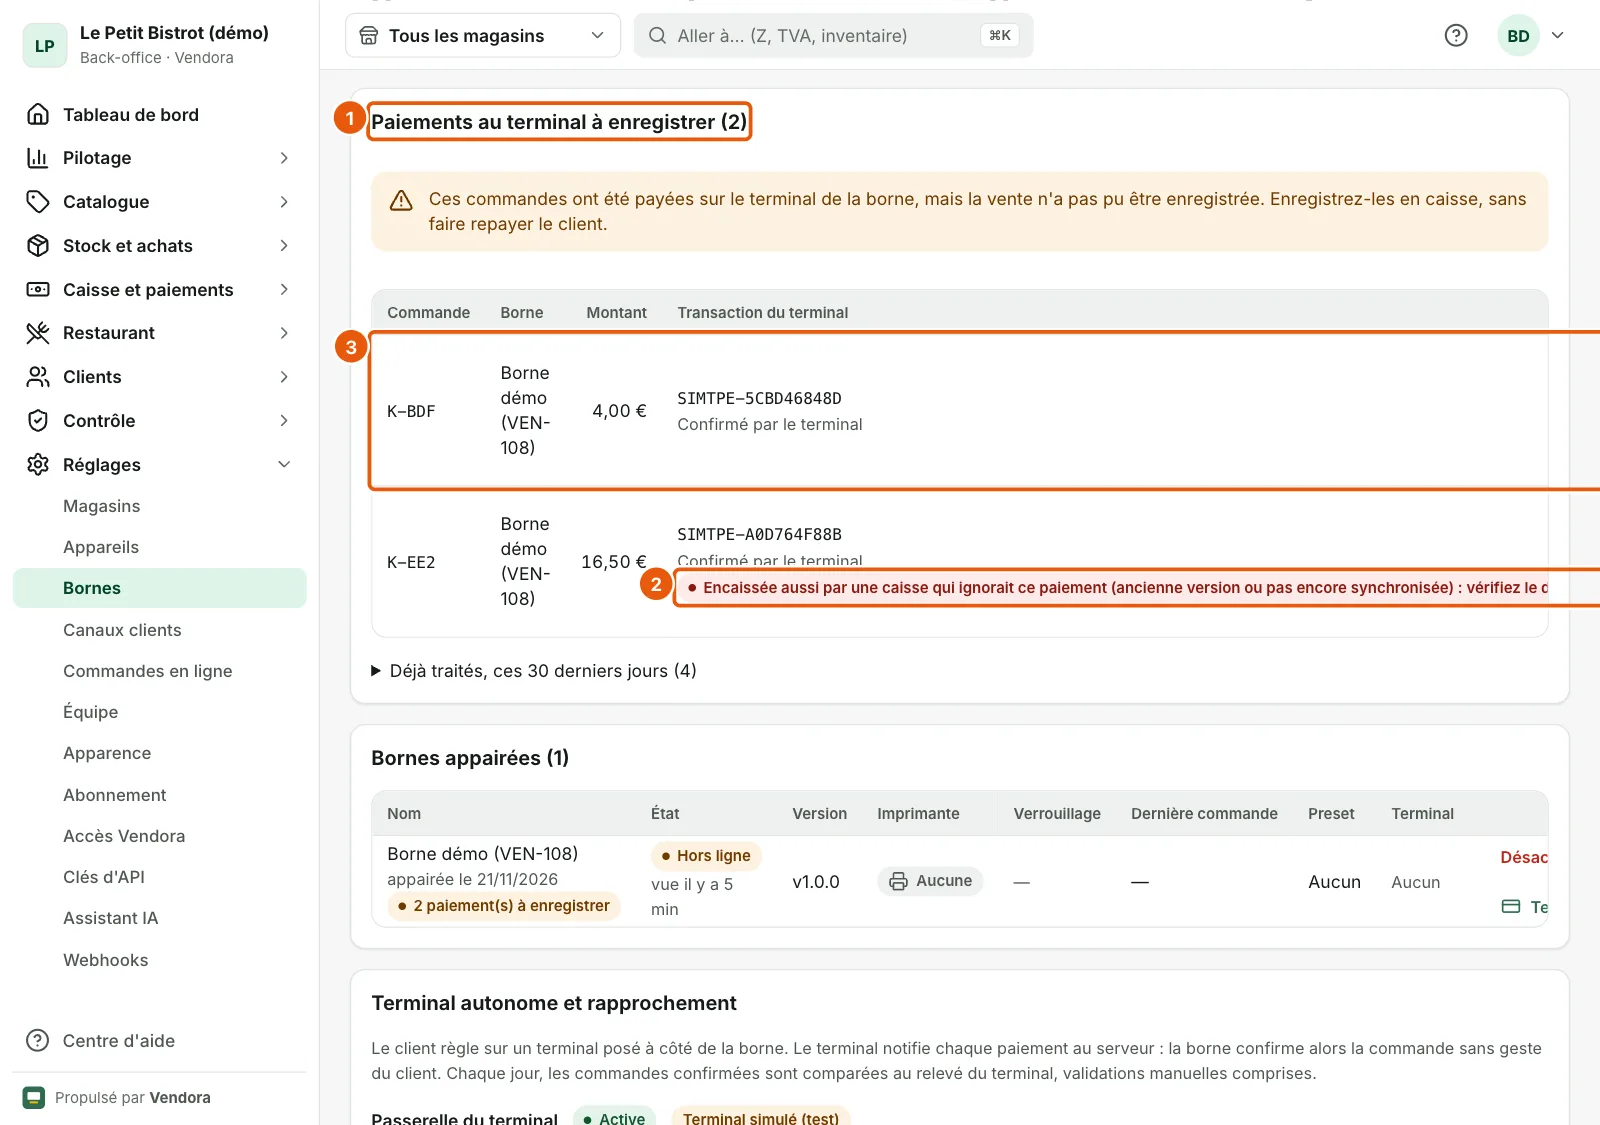 LP
Le Petit Bistrot (démo)
Back-office · Vendora
Tous les magasins
Aller à... (Z, TVA, inventaire)
⌘K
BD
Tableau de bord
Pilotage
Catalogue
Stock et achats
Caisse et paiements
Restaurant
Clients
Contrôle
Réglages
Magasins
Appareils
Bornes
Canaux clients
Commandes en ligne
Équipe
Apparence
Abonnement
Accès Vendora
Clés d'API
Assistant IA
Webhooks
Centre d'aide
Propulsé par Vendora
1
Paiements au terminal à enregistrer (2)
Ces commandes ont été payées sur le terminal de la borne, mais la vente n'a pas pu être enregistrée. Enregistrez-les en caisse, sans
faire repayer le client.
Commande Borne Montant Transaction du terminal
3
K-BDF
Borne
démo
(VEN-
108)
4,00 €
SIMTPE-5CBD46848D
Confirmé par le terminal
K-EE2
Borne
démo
(VEN-
108)
16,50 €
SIMTPE-A0D764F88B
Confirmé par le terminal
2
Encaissée aussi par une caisse qui ignorait ce paiement (ancienne version ou pas encore synchronisée) : vérifiez le
Déjà traités, ces 30 derniers jours (4)
Bornes appairées (1)
Nom État Version Imprimante Verrouillage Dernière commande Preset Terminal
Borne démo (VEN-108)
appairée le 21/11/2026
2 paiement(s) à enregistrer
Hors ligne
vue il y a 5
min
v1.0.0
Aucune
—
—
Aucun
Aucun
Désac
Te
Terminal autonome et rapprochement
Le client règle sur un terminal posé à côté de la borne. Le terminal notifie chaque paiement au serveur : la borne confirme alors la commande sans geste
du client. Chaque jour, les commandes confirmées sont comparées au relevé du terminal, validations manuelles comprises.
Passerelle du terminal Active Terminal simulé (test)